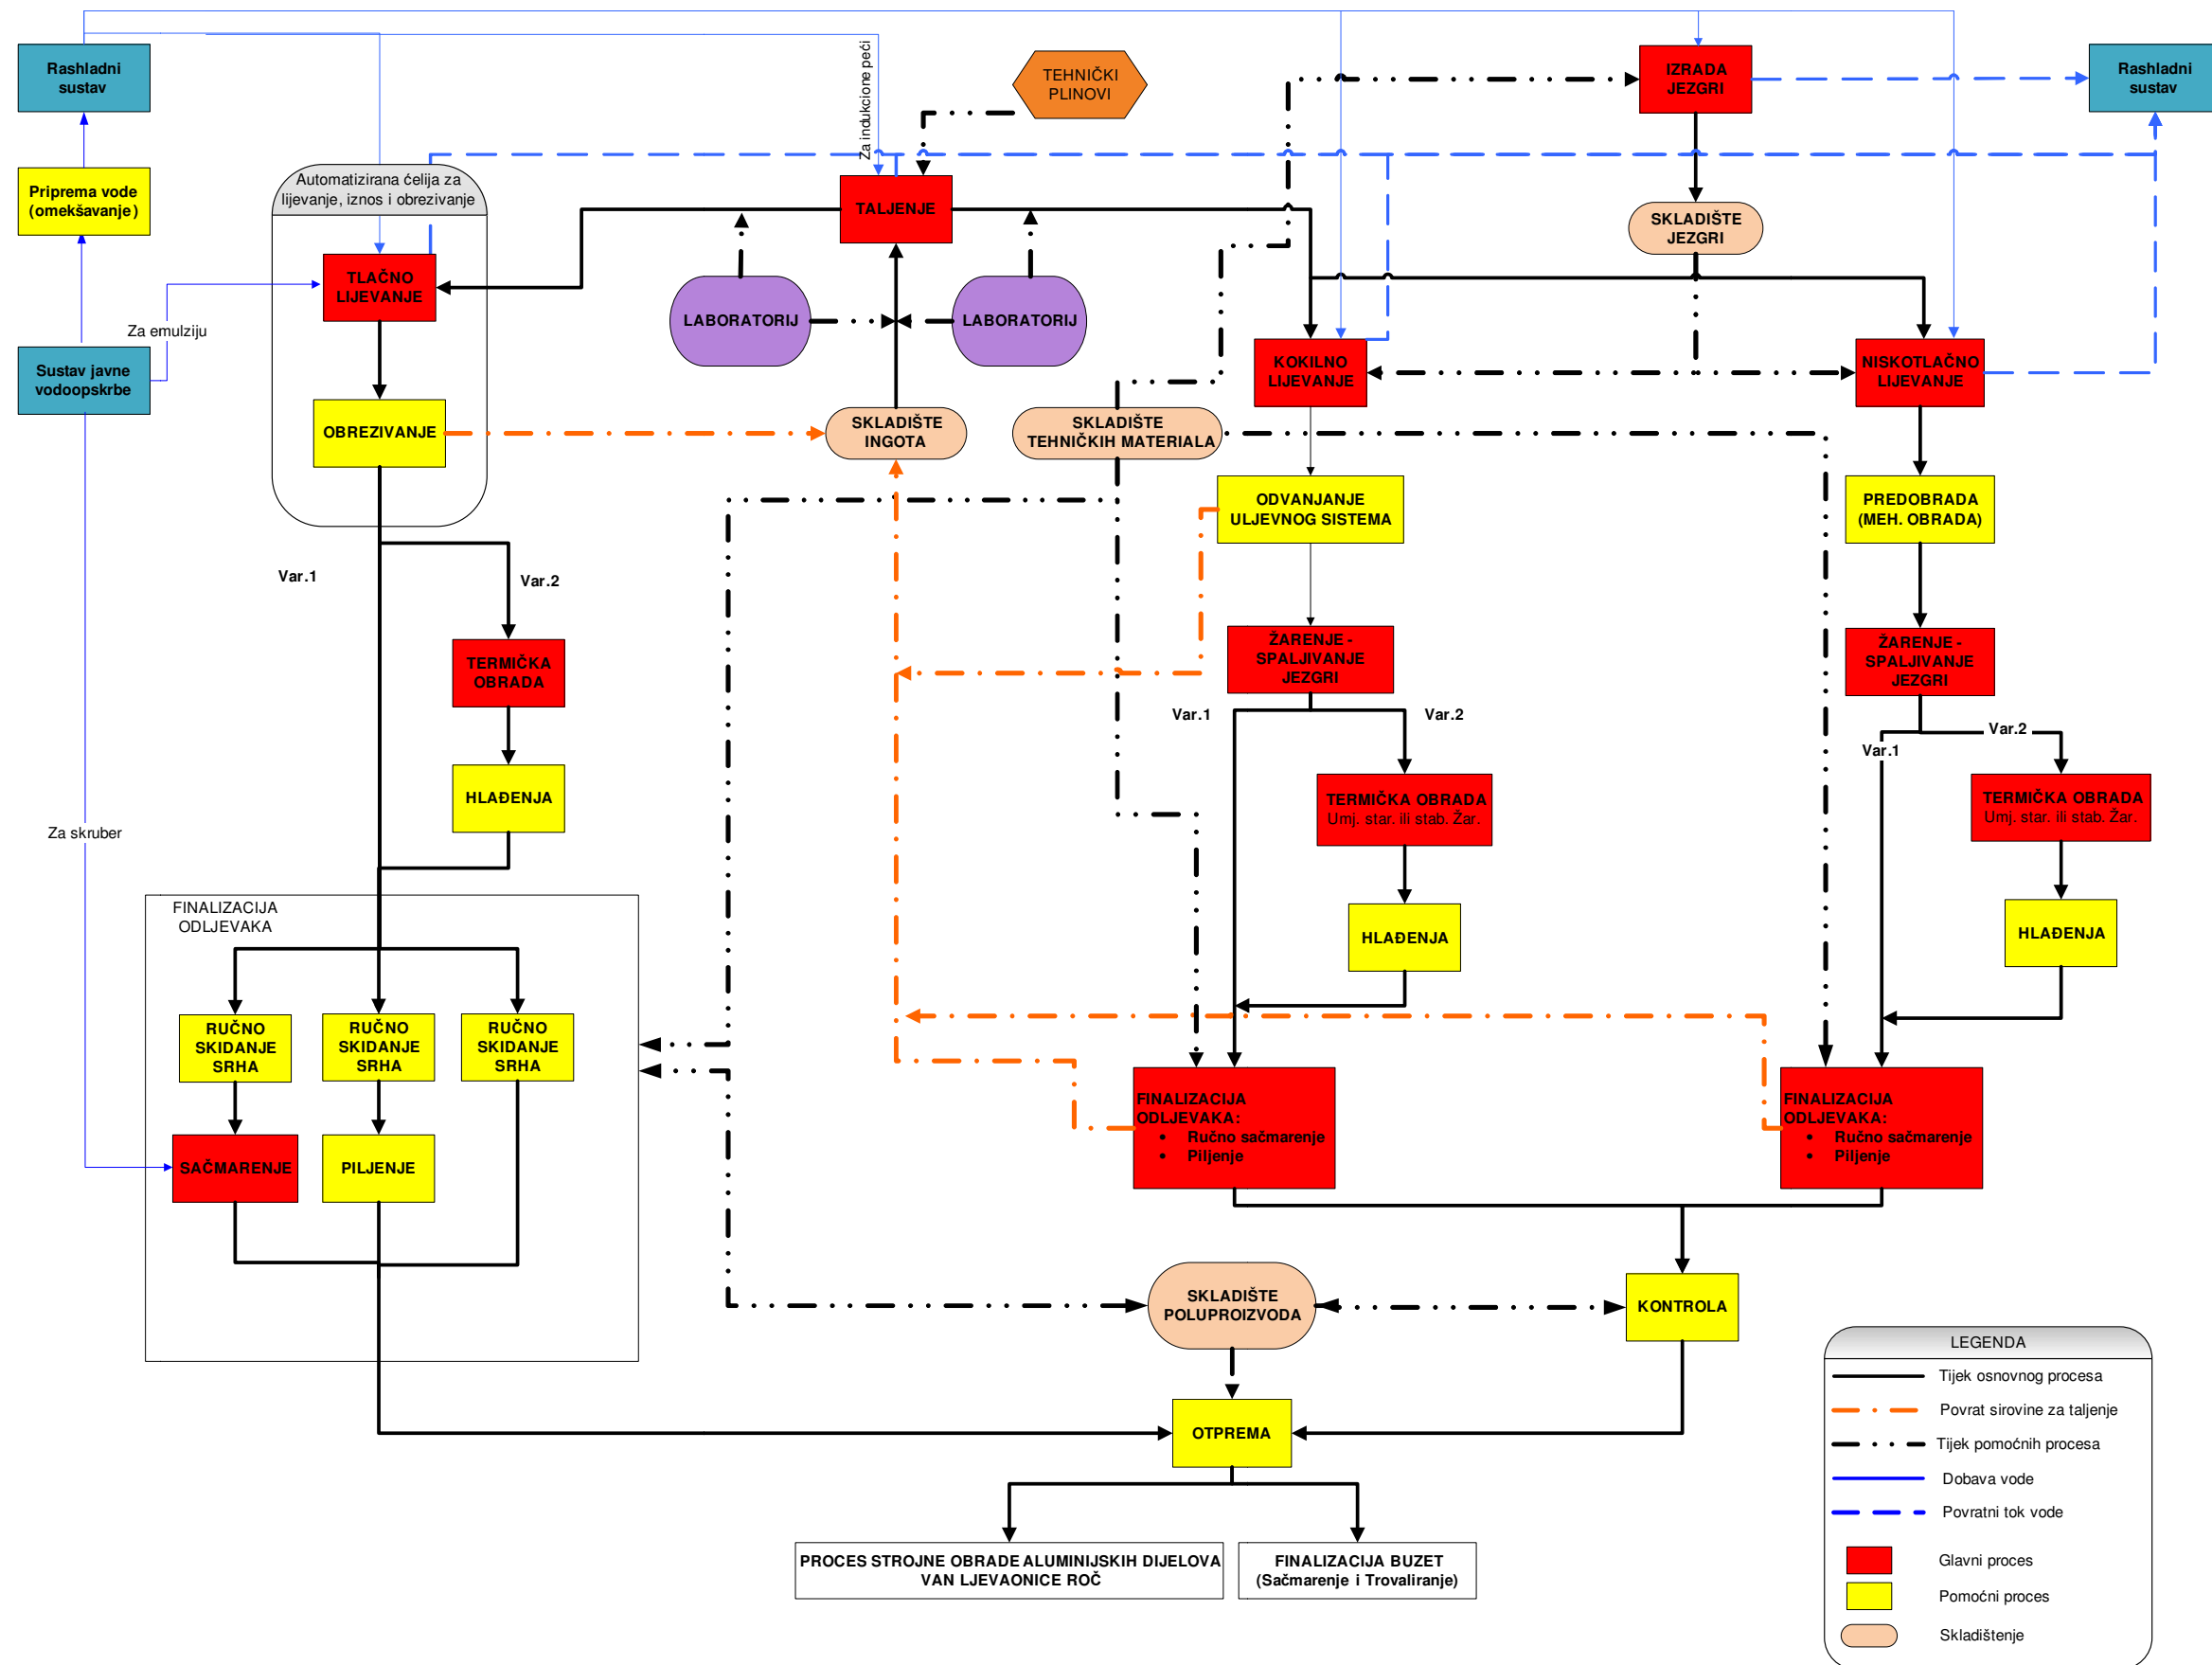 Rashladni
sustav
Za indukcione peći
TEHNIČKI
PLINOVI
IZRADA
JEZGRI
Rashladni
sustav
Priprema vode
(omekšavanje)
Automatizirana ćelija za
lijevanje, iznos i obrezivanje
TALJENJE
SKLADIŠTE
JEZGRI
TLAČNO
LIJEVANJE
Za emulziju
LABORATORIJ
LABORATORIJ
Sustav javne
vodoopskrbe
KOKILNO
LIJEVANJE
NISKOTLAČNO
LIJEVANJE
OBREZIVANJE
SKLADIŠTE
INGOTA
SKLADIŠTE
TEHNIČKIH MATERIALA
ODVANJANJE
ULJEVNOG SISTEMA
PREDOBRADA
(MEH. OBRADA)
Var.1
Var.2
TERMIČKA
OBRADA
ŽARENJE -
SPALJIVANJE
JEZGRI
ŽARENJE -
SPALJIVANJE
JEZGRI
Var.1
Var.2
Var.1
Var.2
HLAĐENJA
TERMIČKA OBRADA
Umj. star. ili stab. Žar.
TERMIČKA OBRADA
Umj. star. ili stab. Žar.
Za skruber
HLAĐENJA
HLAĐENJA
FINALIZACIJA
ODLJEVAKA
RUČNO
SKIDANJE
SRHA
RUČNO
SKIDANJE
SRHA
RUČNO
SKIDANJE
SRHA
SAČMARENJE
PILJENJE
FINALIZACIJA
ODLJEVAKA:
• Ručno sačmarenje
• Piljenje
FINALIZACIJA
ODLJEVAKA:
• Ručno sačmarenje
• Piljenje
SKLADIŠTE
POLUPROIZVODA
KONTROLA
OTPREMA
PROCES STROJNE OBRADE ALUMINIJSKIH DIJELOVA
VAN LJEVAONICE ROČ
FINALIZACIJA BUZET
(Sačmarenje i Trovaliranje)
LEGENDA
Tijek osnovnog procesa
Povrat sirovine za taljenje
Tijek pomoćnih procesa
Dobava vode
Povratni tok vode
Glavni proces
Pomoćni proces
Skladištenje